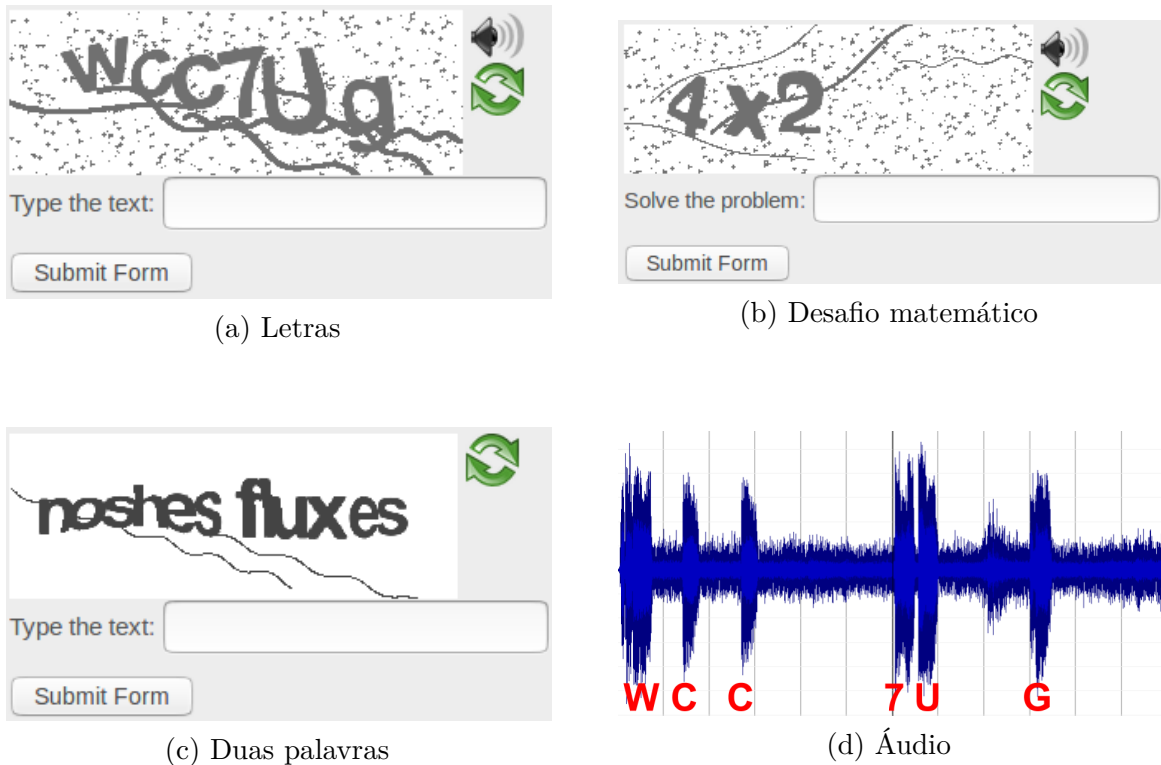 wcc7Ug
Type the text:
Submit Form
(a) Letras
4x2
Solve the problem:
Submit Form
(b) Desafio matemático
noshes fluxes
Type the text:
Submit Form
(c) Duas palavras
W C C 7 U G
(d) Áudio